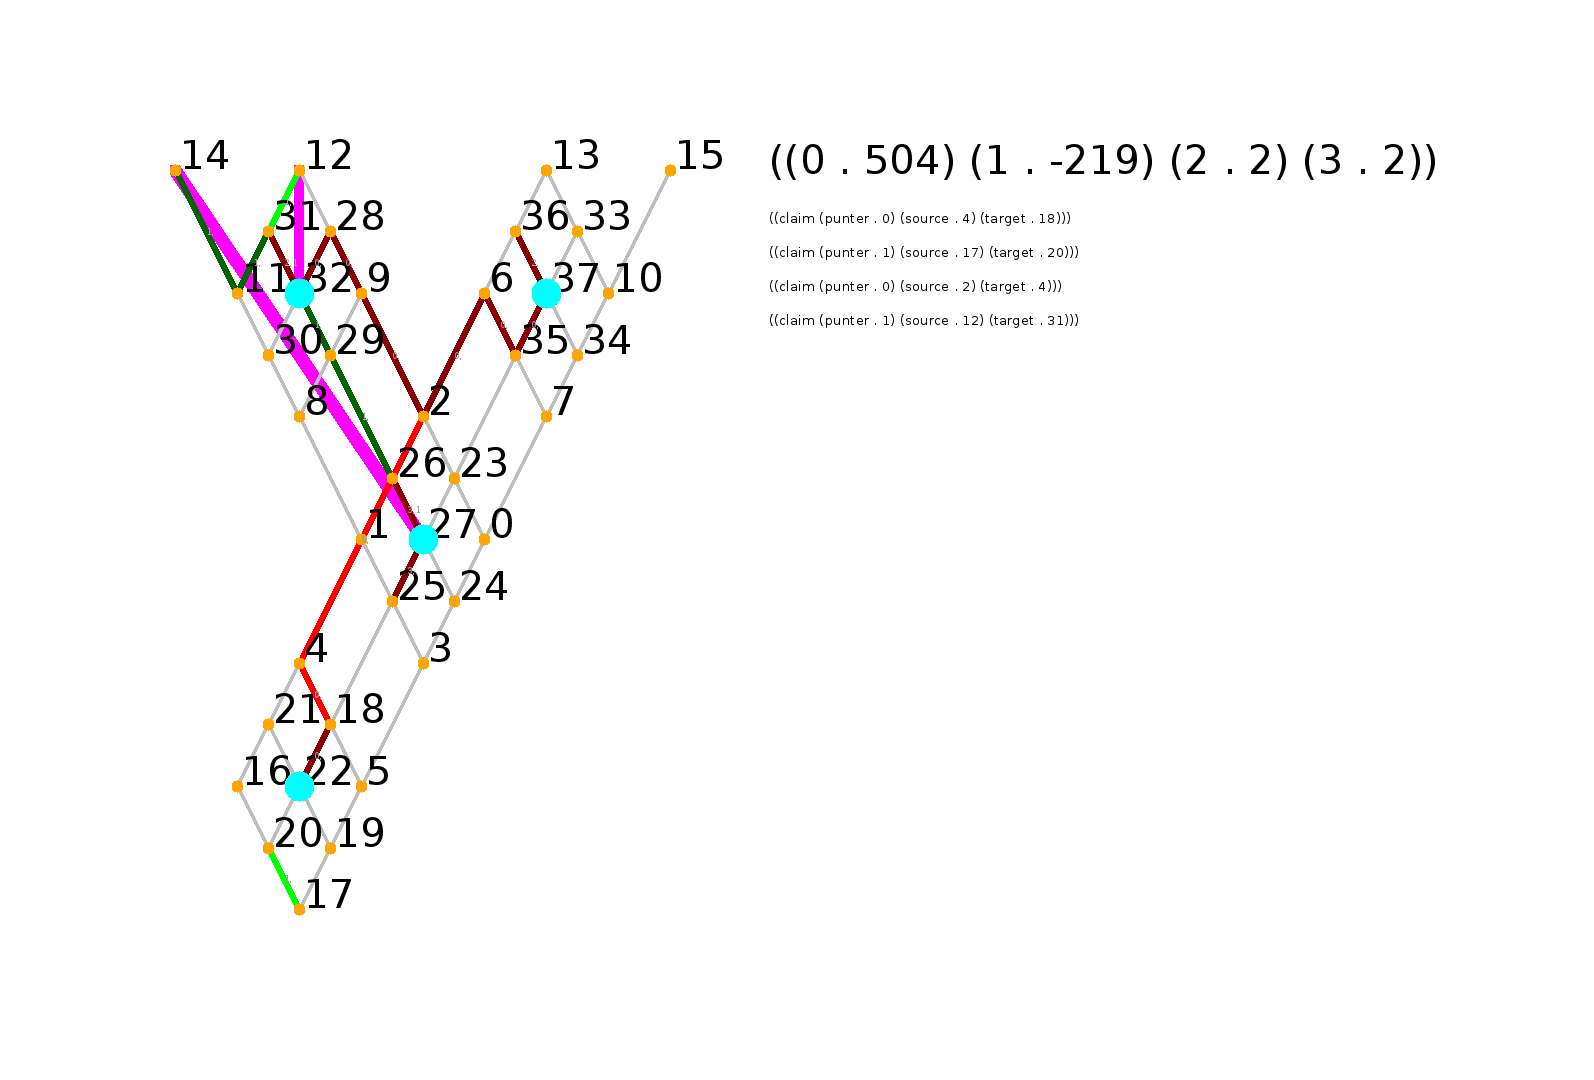 14 12 13 15 ((0 . 504) (1 . -219) (2 . 2) (3 . 2))
31 28 36 33 ((claim (punter . 0) (source . 4) (target . 18)))
((claim (punter . 1) (source . 17) (target . 20)))
11 32 9 6 37 10 ((claim (punter . 0) (source . 2) (target . 4)))
((claim (punter . 1) (source . 12) (target . 31)))
30 29 35 34
8 2 7
26 23
1 27 0
25 24
4 3
21 18
16 22 5
20 19
17